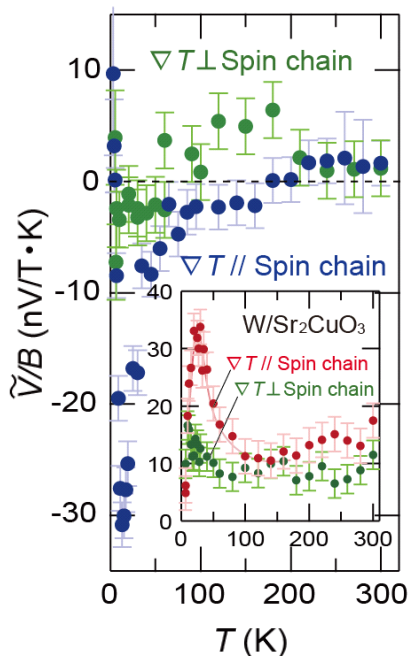 10
0
-10
-20
-30
Ṽ/B (nV/T・K)
▽ T ⊥ Spin chain
▽ T // Spin chain
W/Sr₂CuO₃
▽ T // Spin chain
▽ T ⊥ Spin chain
40
30
20
10
0
0 100 200 300
0 100 200 300
T (K)